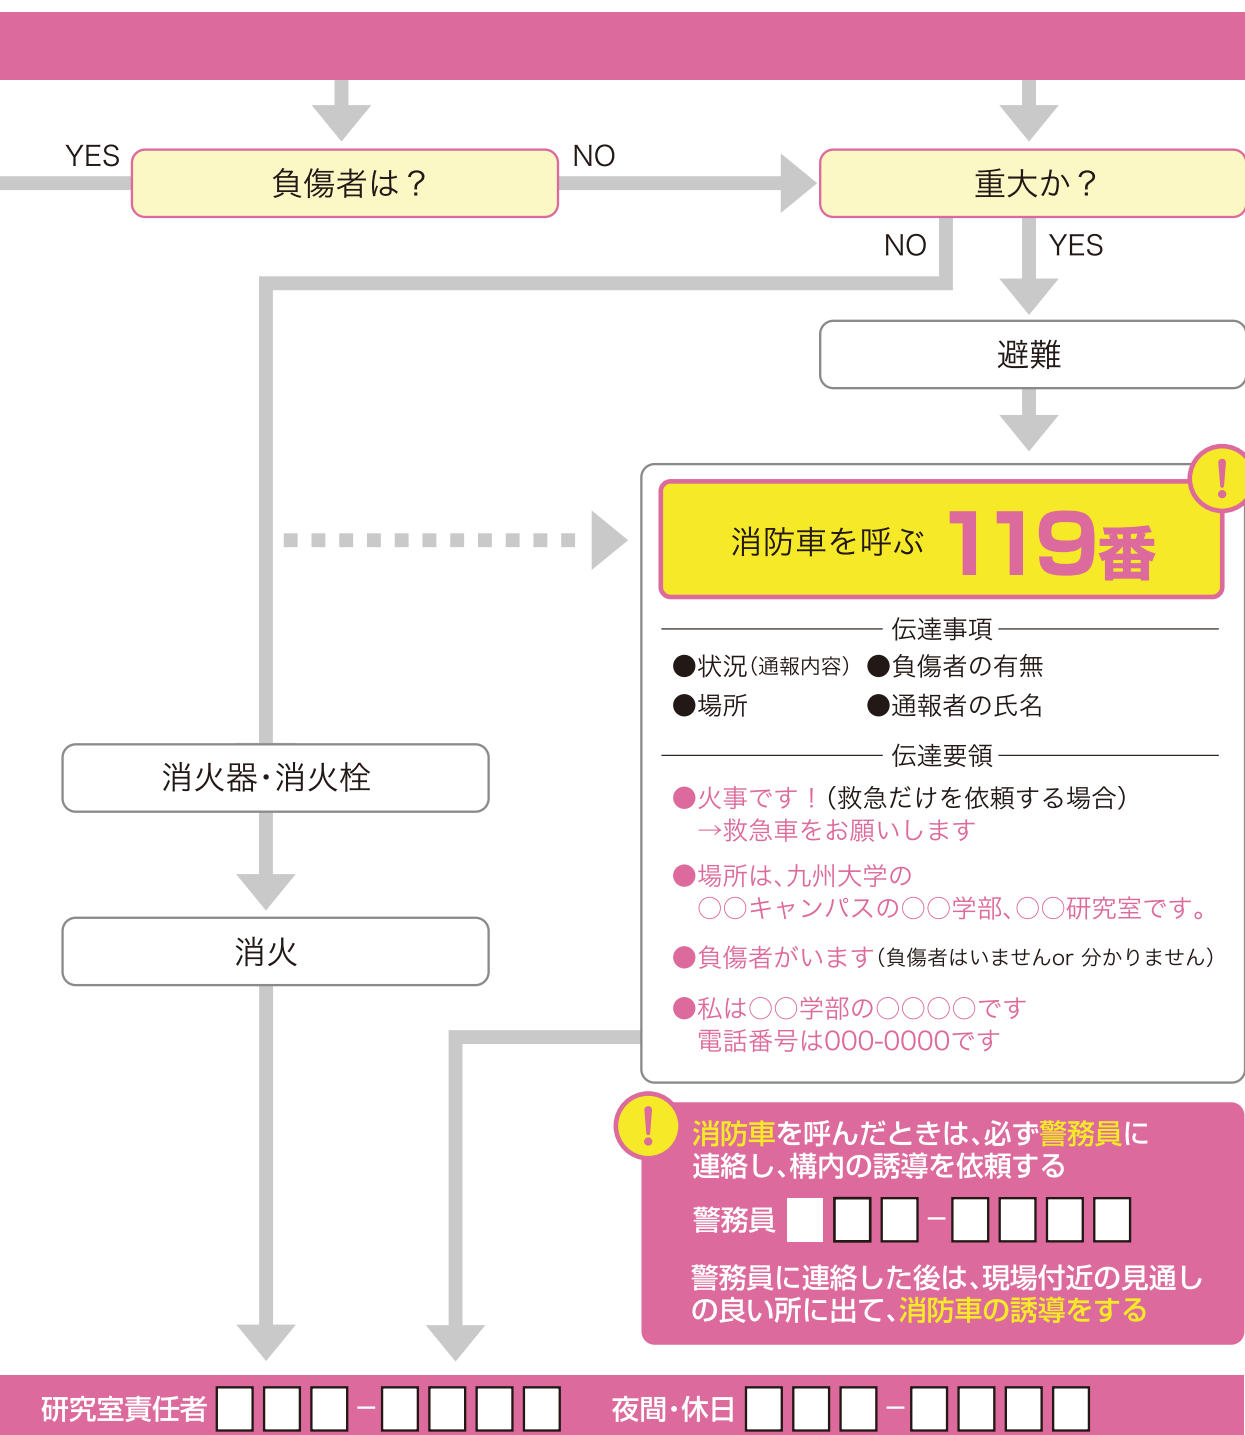 YES
負傷者は？
NO
重大か？
NO
YES
避難
!
消防車を呼ぶ 119番
伝達事項
●状況（通報内容） ●負傷者の有無
●場所 ●通報者の氏名
伝達要領
●火事です！（救急だけを依頼する場合）
→救急車をお願いします
●場所は、九州大学の
○○キャンパスの○○学部、○○研究室です。
●負傷者がいます（負傷者はいませんor 分かりません）
●私は○○学部の○○○○です
電話番号は000-0000です
消火器・消火栓
消火
!
消防車を呼んだときは、必ず警務員に
連絡し、構内の誘導を依頼する
警務員 □□□－□□□□
警務員に連絡した後は、現場付近の見通し
の良い所に出て、消防車の誘導をする
研究室責任者 □□□－□□□□ 夜間・休日 □□□－□□□□